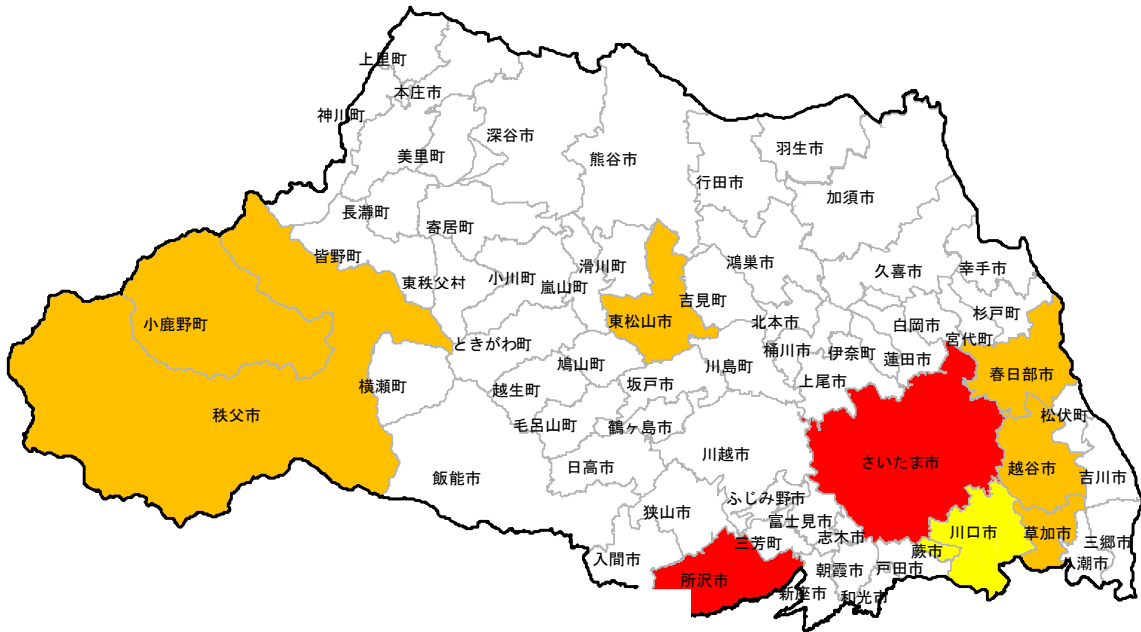 上里町
本庄市
神川町
深谷市
美里町
熊谷市
羽生市
行田市
加須市
長瀞町
寄居町
皆野町
東秩父村
小川町
嵐山町
滑川町
鴻巣市
久喜市
幸手市
吉見町
杉戸町
小鹿野町
東松山市
北本市
白岡市
宮代町
ときがわ町
桶川市
伊奈町
蓮田市
鳩山町
川島町
春日部市
横瀬町
越生町
坂戸市
上尾市
秩父市
毛呂山町
鶴ヶ島市
松伏町
川越市
さいたま市
日高市
越谷市
飯能市
吉川市
ふじみ野市
狭山市
富士見市
志木市
川口市
草加市
三芳町
三郷市
蕨市
入間市
八潮市
朝霞市
戸田市
所沢市
新座市
和光市